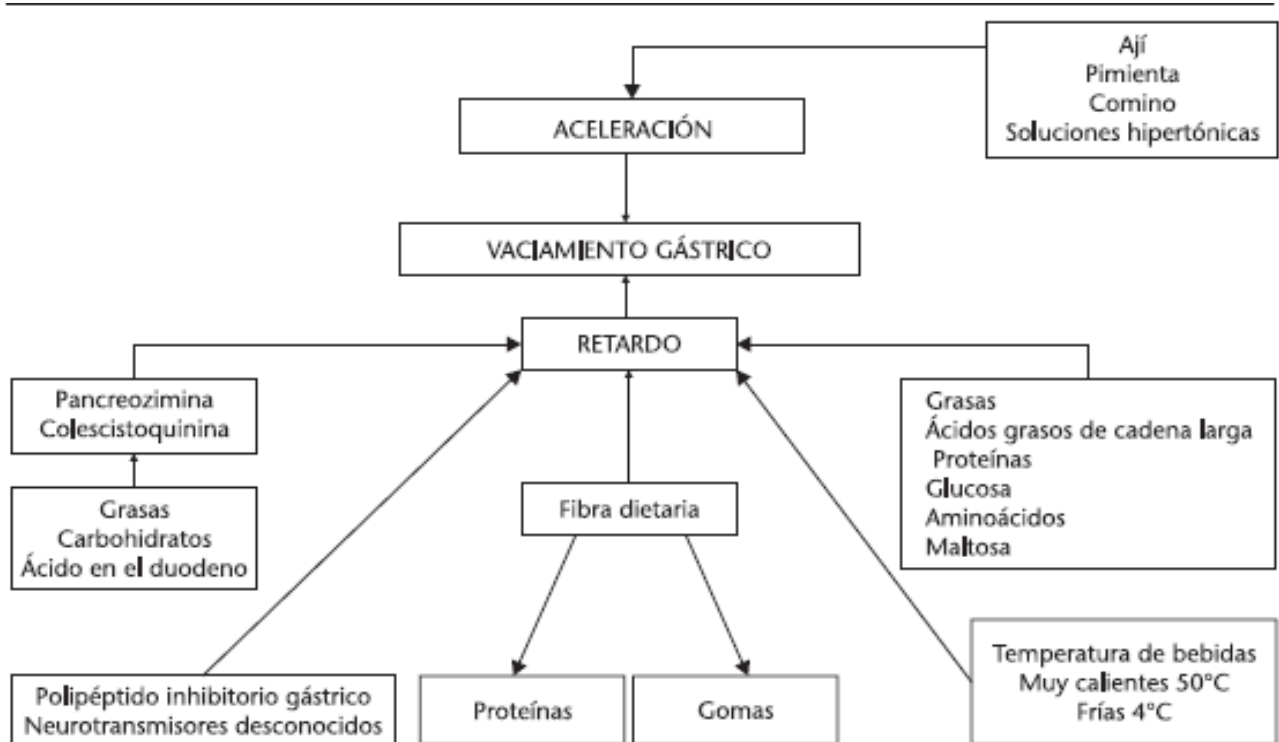 Ají
Pimienta
Comino
Soluciones hipertónicas
ACELERACIÓN
VACIAMIENTO GÁSTRICO
RETARDO
Pancreozimina
Colescistoquinina
Grasas
Carbohidratos
Ácido en el duodeno
Fibra dietaria
Grasas
Ácidos grasos de cadena larga
Proteínas
Glucosa
Aminoácidos
Maltosa
Polipéptido inhibitorio gástrico
Neurotransmisores desconocidos
Proteínas
Gomas
Temperatura de bebidas
Muy calientes 50°C
Frías 4°C